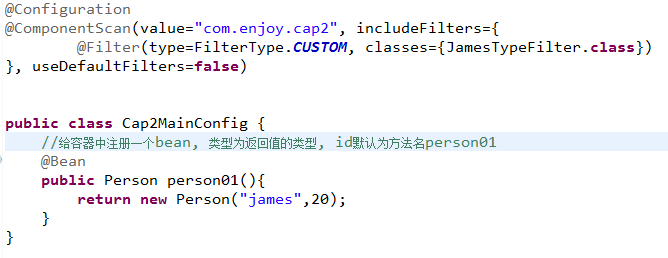 @Configuration
@ComponentScan(value="com.enjoy.cap2", includeFilters={
        @Filter(type=FilterType.CUSTOM, classes={JamesTypeFilter.class})
}, useDefaultFilters=false)
public class Cap2MainConfig {
    //给容器中注册一个bean, 类型为返回值的类型, id默认为方法名person01
    @Bean
    public Person person01(){
        return new Person("james",20);
    }
}